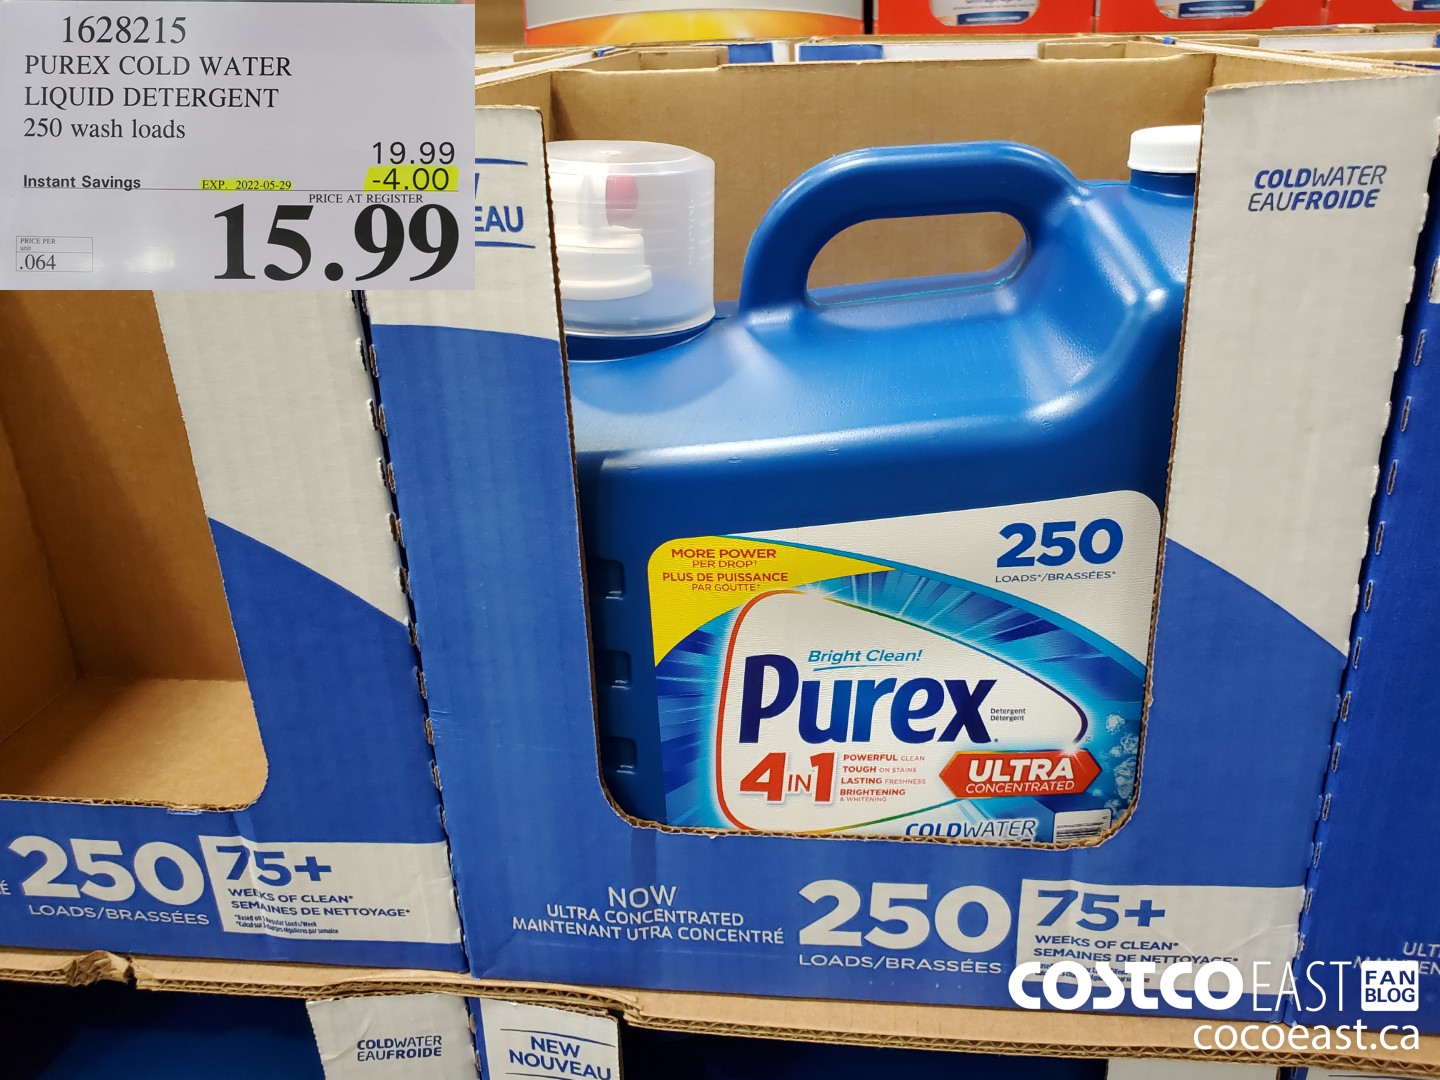 1628215
PUREX COLD WATER
LIQUID DETERGENT
250 wash loads
19.99
Instant Savings EXP. 2022-05-29 -4.00
PRICE AT REGISTER
15.99
PRICE PER
unit
.064
EAU
COLDWATER
EAUFROIDE
MORE POWER
PER DROP†
PLUS DE PUISSANCE
PAR GOUTTE†
250
LOADS*/BRASSÉES*
Bright Clean!
Purex
Detergent
Détergent
4IN1
POWERFUL CLEAN
TOUGH ON STAINS
LASTING FRESHNESS
BRIGHTENING
& WHITENING
ULTRA
CONCENTRATED
COLDWATER
250
LOADS/BRASSÉES
75+
WEEKS OF CLEAN*
SEMAINES DE NETTOYAGE*
NOW
ULTRA CONCENTRATED
MAINTENANT UTRA CONCENTRÉ
250
LOADS/BRASSÉES
75+
WEEKS OF CLEAN*
SEMAINES DE NETTOYAGE*
COLDWATER
EAUFROIDE
NEW
NOUVEAU
COSTCO EAST FAN BLOG
cocoeast.ca